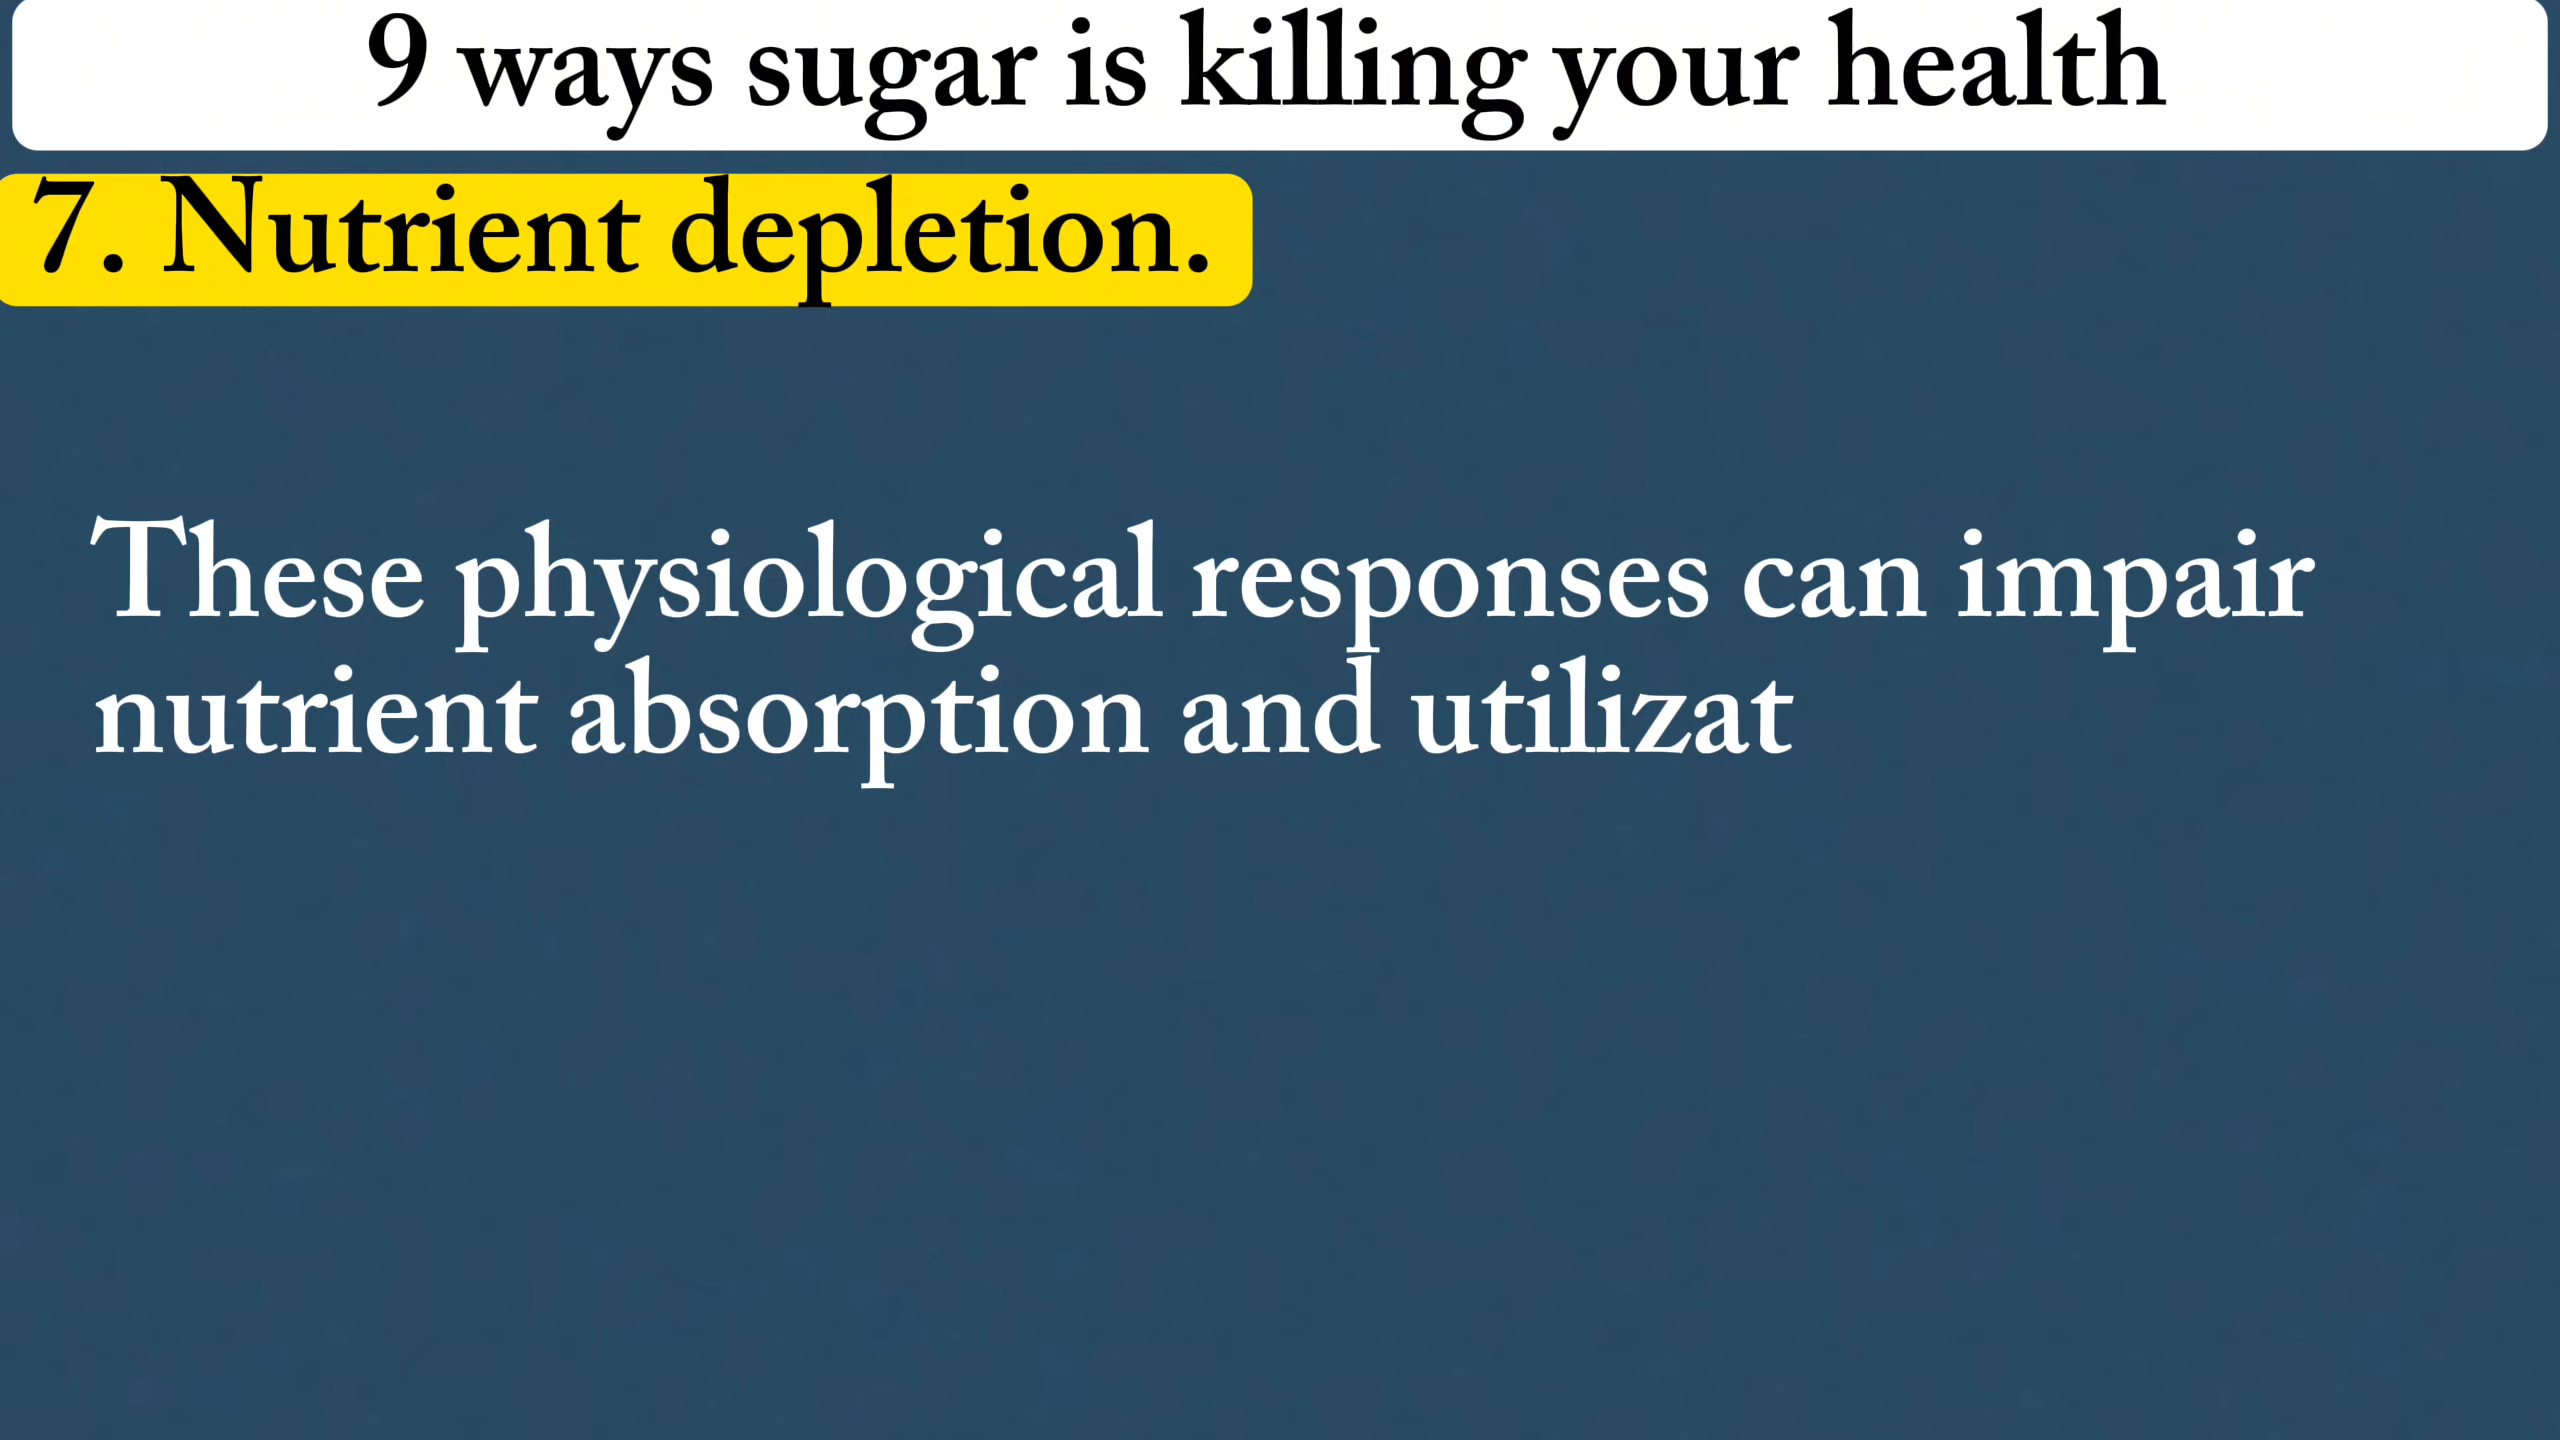 9 ways sugar is killing your health
7. Nutrient depletion.
These physiological responses can impair
nutrient absorption and utilizat